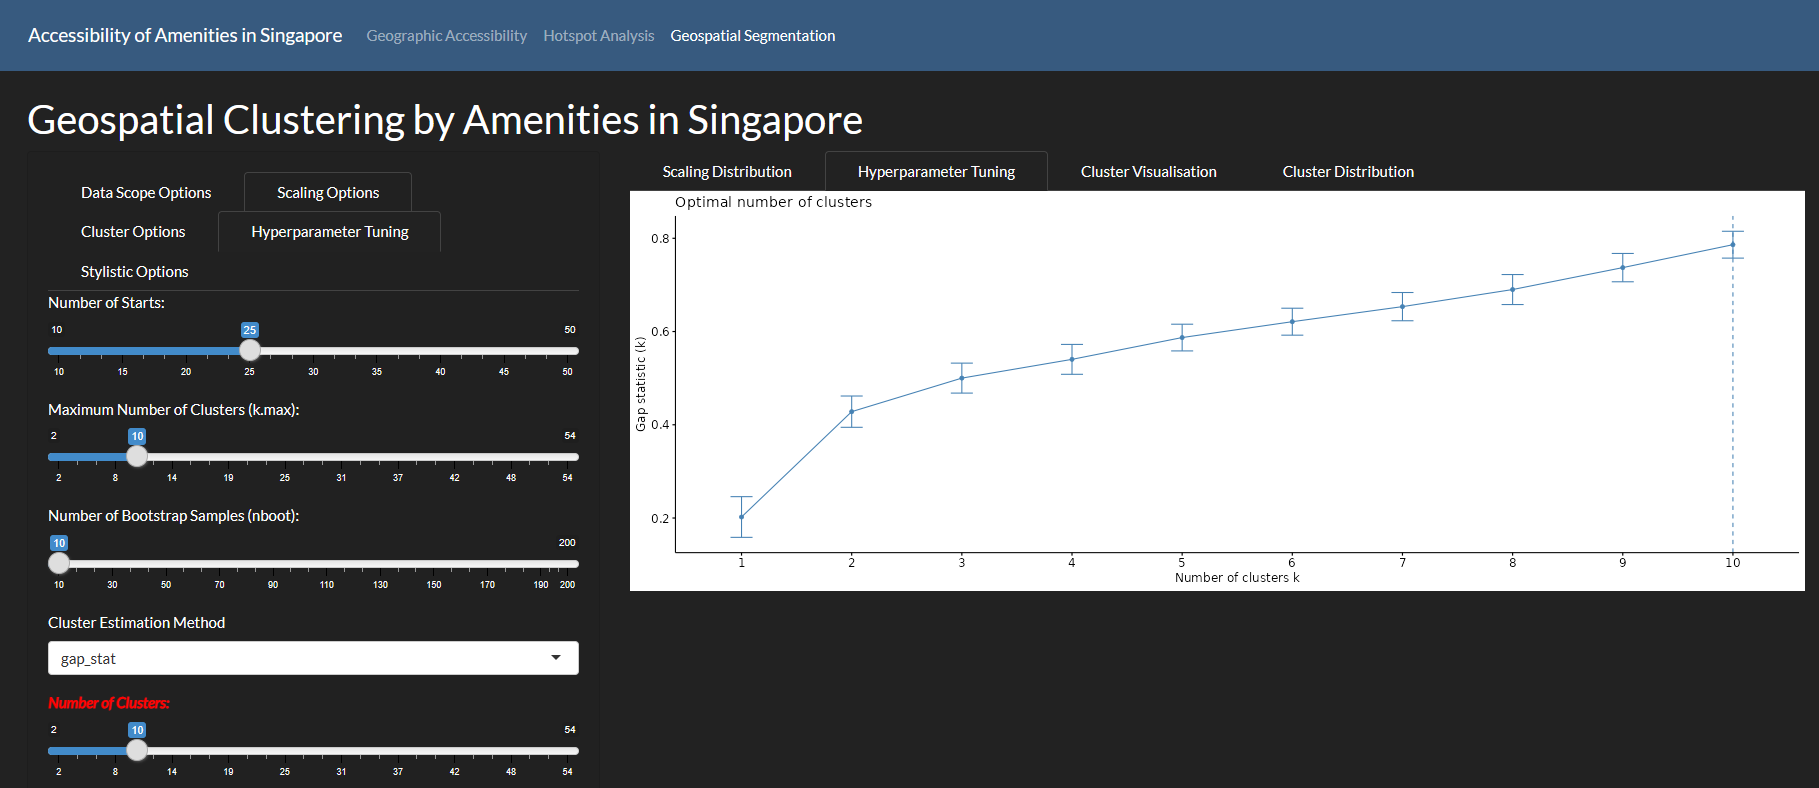 Accessibility of Amenities in Singapore Geographic Accessibility Hotspot Analysis Geospatial Segmentation
Geospatial Clustering by Amenities in Singapore
Data Scope Options Scaling Options
Cluster Options Hyperparameter Tuning
Stylistic Options
Number of Starts:
10 25 50
10 15 20 25 30 35 40 45 50
Maximum Number of Clusters (k.max):
2 10 54
2 8 14 19 25 31 37 42 48 54
Number of Bootstrap Samples (nboot):
10 200
10 30 50 70 90 110 130 150 170 190 200
Cluster Estimation Method
gap_stat
Number of Clusters:
2 10 54
2 8 14 19 25 31 37 42 48 54
Scaling Distribution Hyperparameter Tuning Cluster Visualisation Cluster Distribution
Optimal number of clusters
Gap statistic (k)
0.8
0.6
0.4
0.2
1 2 3 4 5 6 7 8 9 10
Number of clusters k